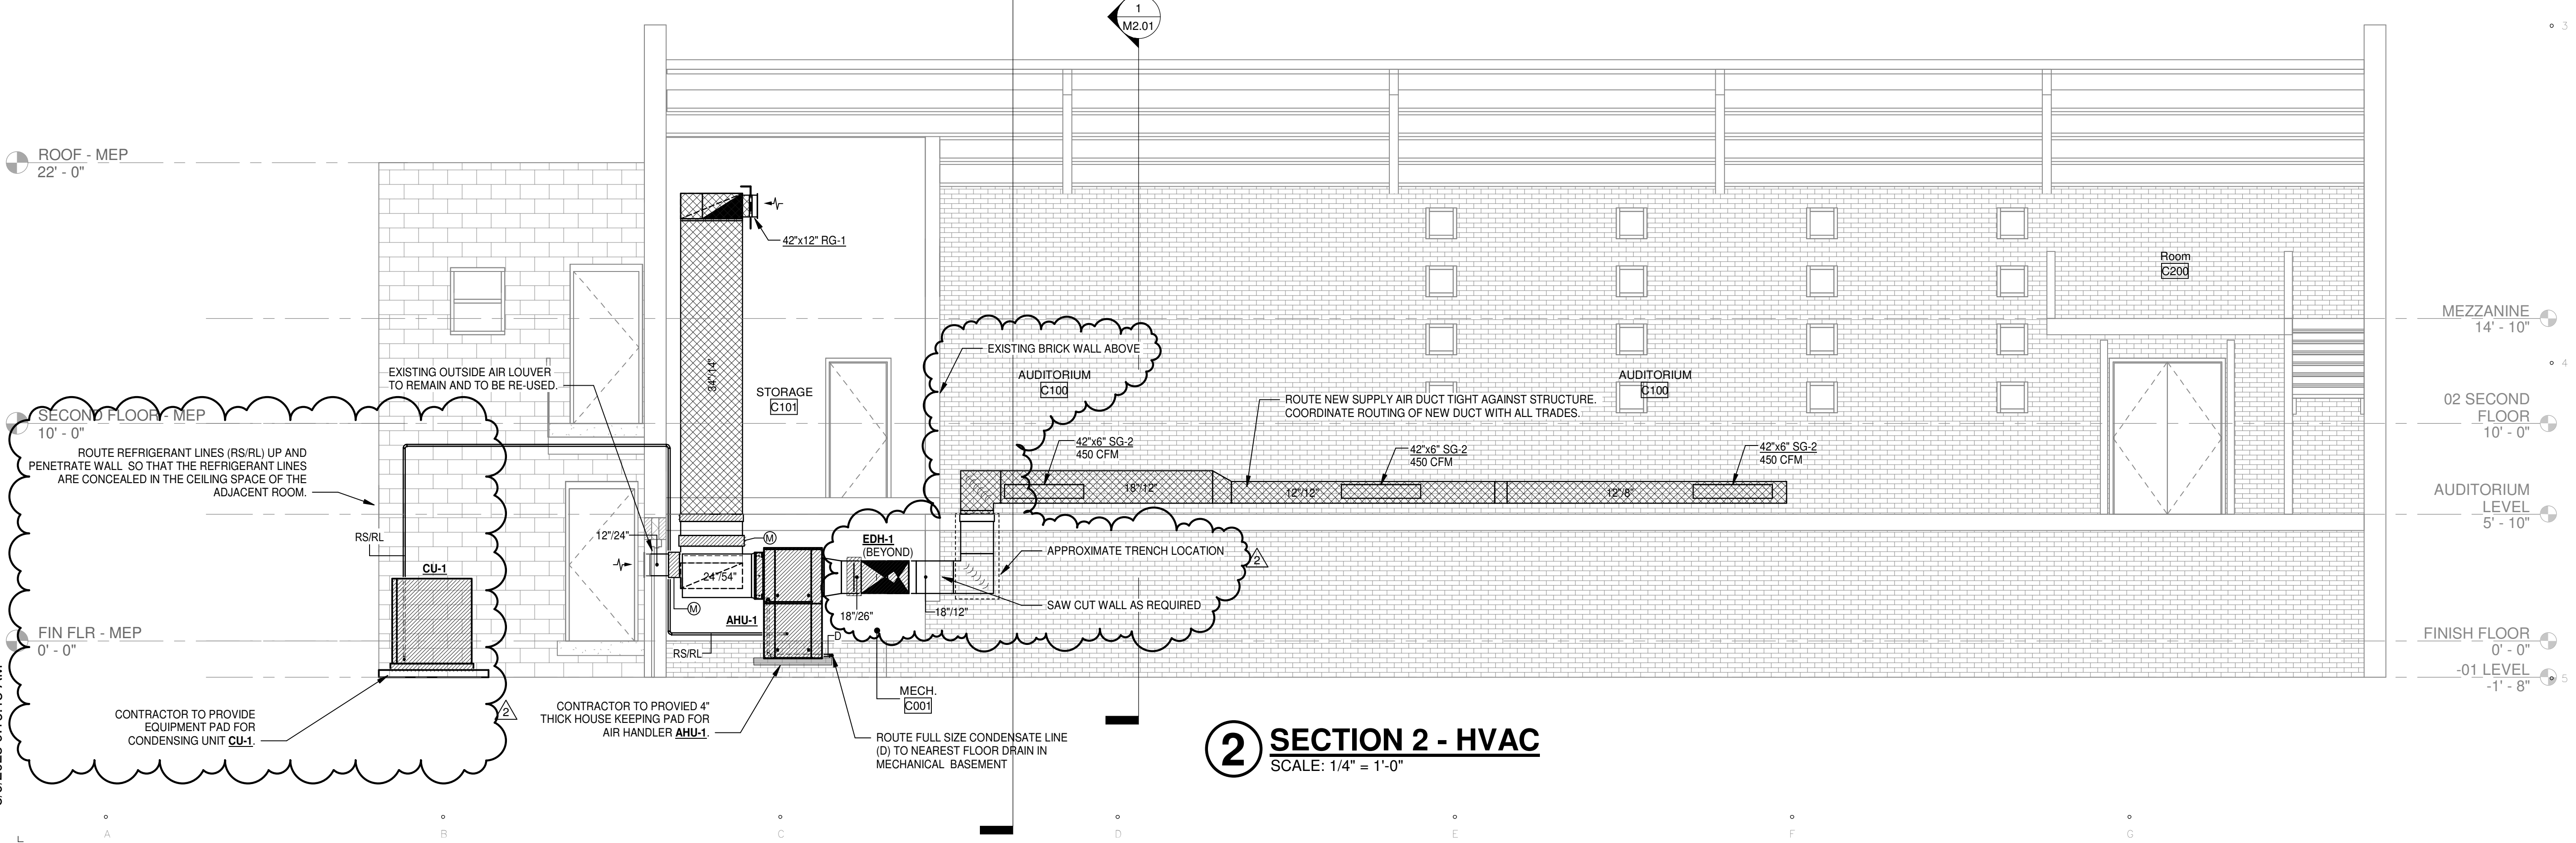 1
M2.01
3
ROOF - MEP
22' - 0"
42"x12" RG-1
Room
C200
MEZZANINE
14' - 10"
EXISTING BRICK WALL ABOVE
34"/14"
EXISTING OUTSIDE AIR LOUVER
TO REMAIN AND TO BE RE-USED.
STORAGE
C101
AUDITORIUM
C100
AUDITORIUM
C100
4
ROUTE NEW SUPPLY AIR DUCT TIGHT AGAINST STRUCTURE.
COORDINATE ROUTING OF NEW DUCT WITH ALL TRADES.
SECOND FLOOR - MEP
10' - 0"
02 SECOND
FLOOR
10' - 0"
42"x6" SG-2
450 CFM
42"x6" SG-2
450 CFM
42"x6" SG-2
450 CFM
ROUTE REFRIGERANT LINES (RS/RL) UP AND
PENETRATE WALL SO THAT THE REFRIGERANT LINES
ARE CONCEALED IN THE CEILING SPACE OF THE
ADJACENT ROOM.
18"/12"
12"/12"
12"/8"
AUDITORIUM
LEVEL
5' - 10"
RS/RL
12"/24"
M
EDH-1
(BEYOND)
APPROXIMATE TRENCH LOCATION
2
CU-1
24"/54"
M
18"/26"
18"/12"
SAW CUT WALL AS REQUIRED
AHU-1
FIN FLR - MEP
0' - 0"
D
RS/RL
FINISH FLOOR
0' - 0"
-01 LEVEL
-1' - 8"
5
MECH.
C001
2
CONTRACTOR TO PROVIDE
EQUIPMENT PAD FOR
CONDENSING UNIT CU-1.
CONTRACTOR TO PROVIED 4"
THICK HOUSE KEEPING PAD FOR
AIR HANDLER AHU-1.
ROUTE FULL SIZE CONDENSATE LINE
(D) TO NEAREST FLOOR DRAIN IN
MECHANICAL BASEMENT
2
SECTION 2 - HVAC
SCALE: 1/4" = 1'-0"
A
B
C
D
E
F
G